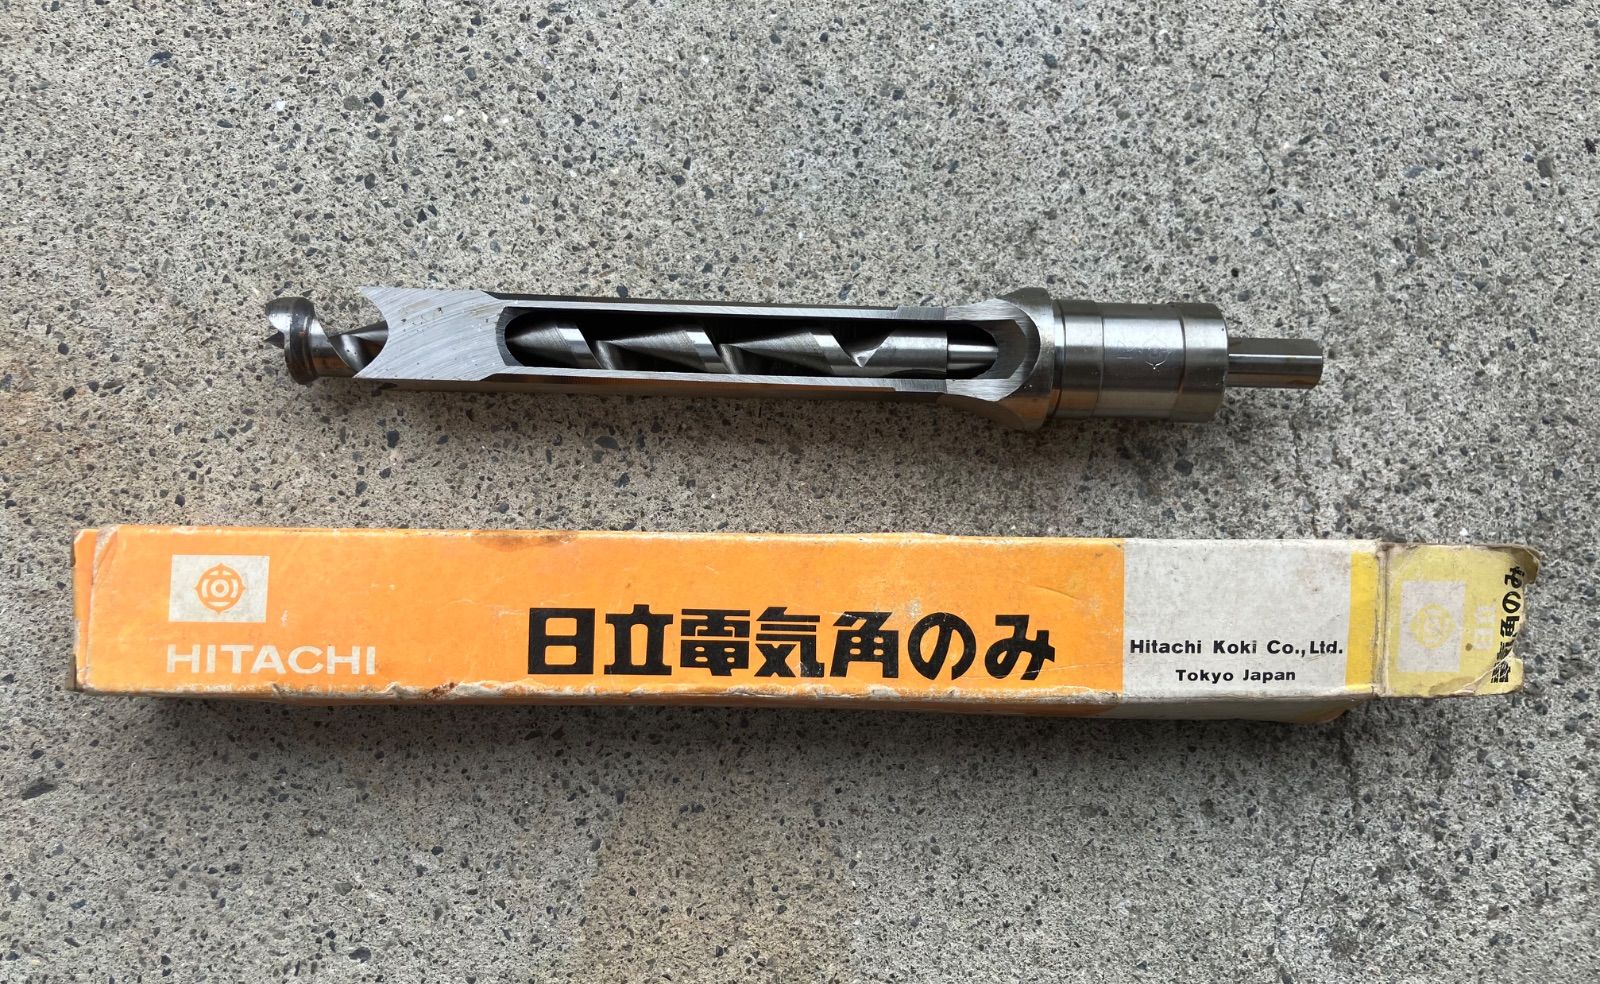 HITACHI
日立電気角のみ
Hitachi Koki Co., Ltd.
Tokyo Japan